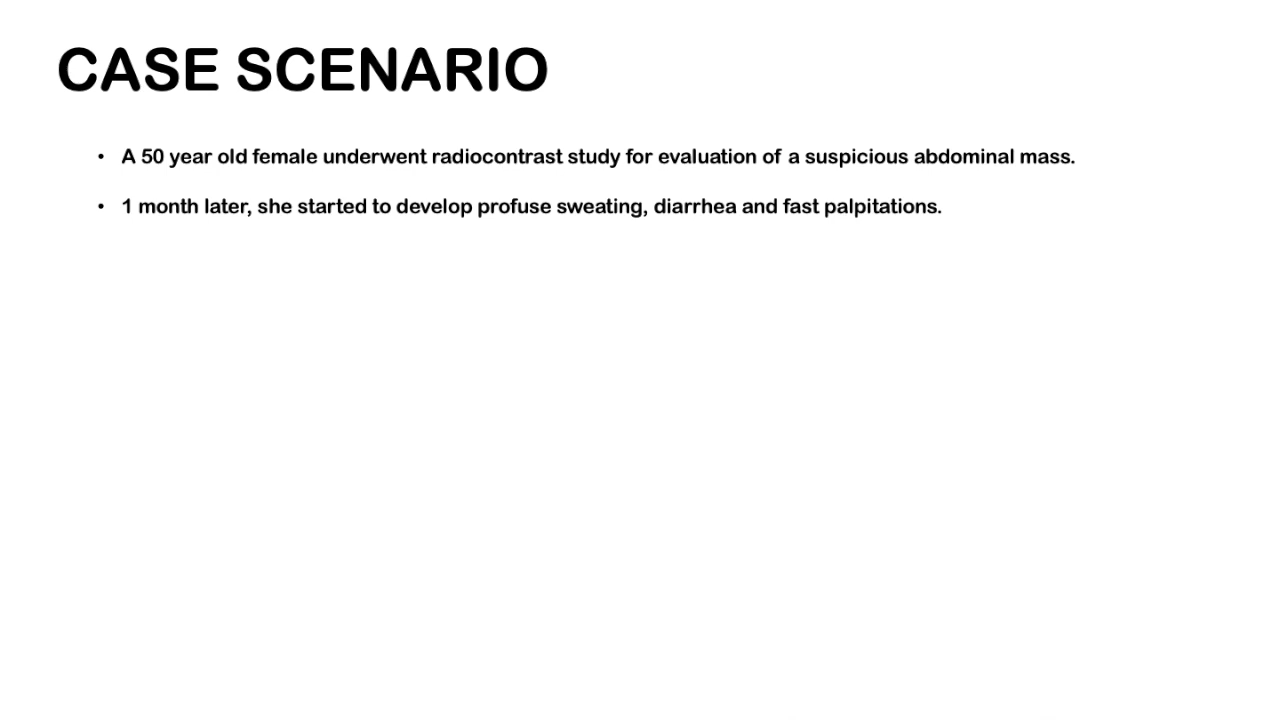 CASE SCENARIO
• A 50 year old female underwent radiocontrast study for evaluation of a suspicious abdominal mass.
• 1 month later, she started to develop profuse sweating, diarrhea and fast palpitations.